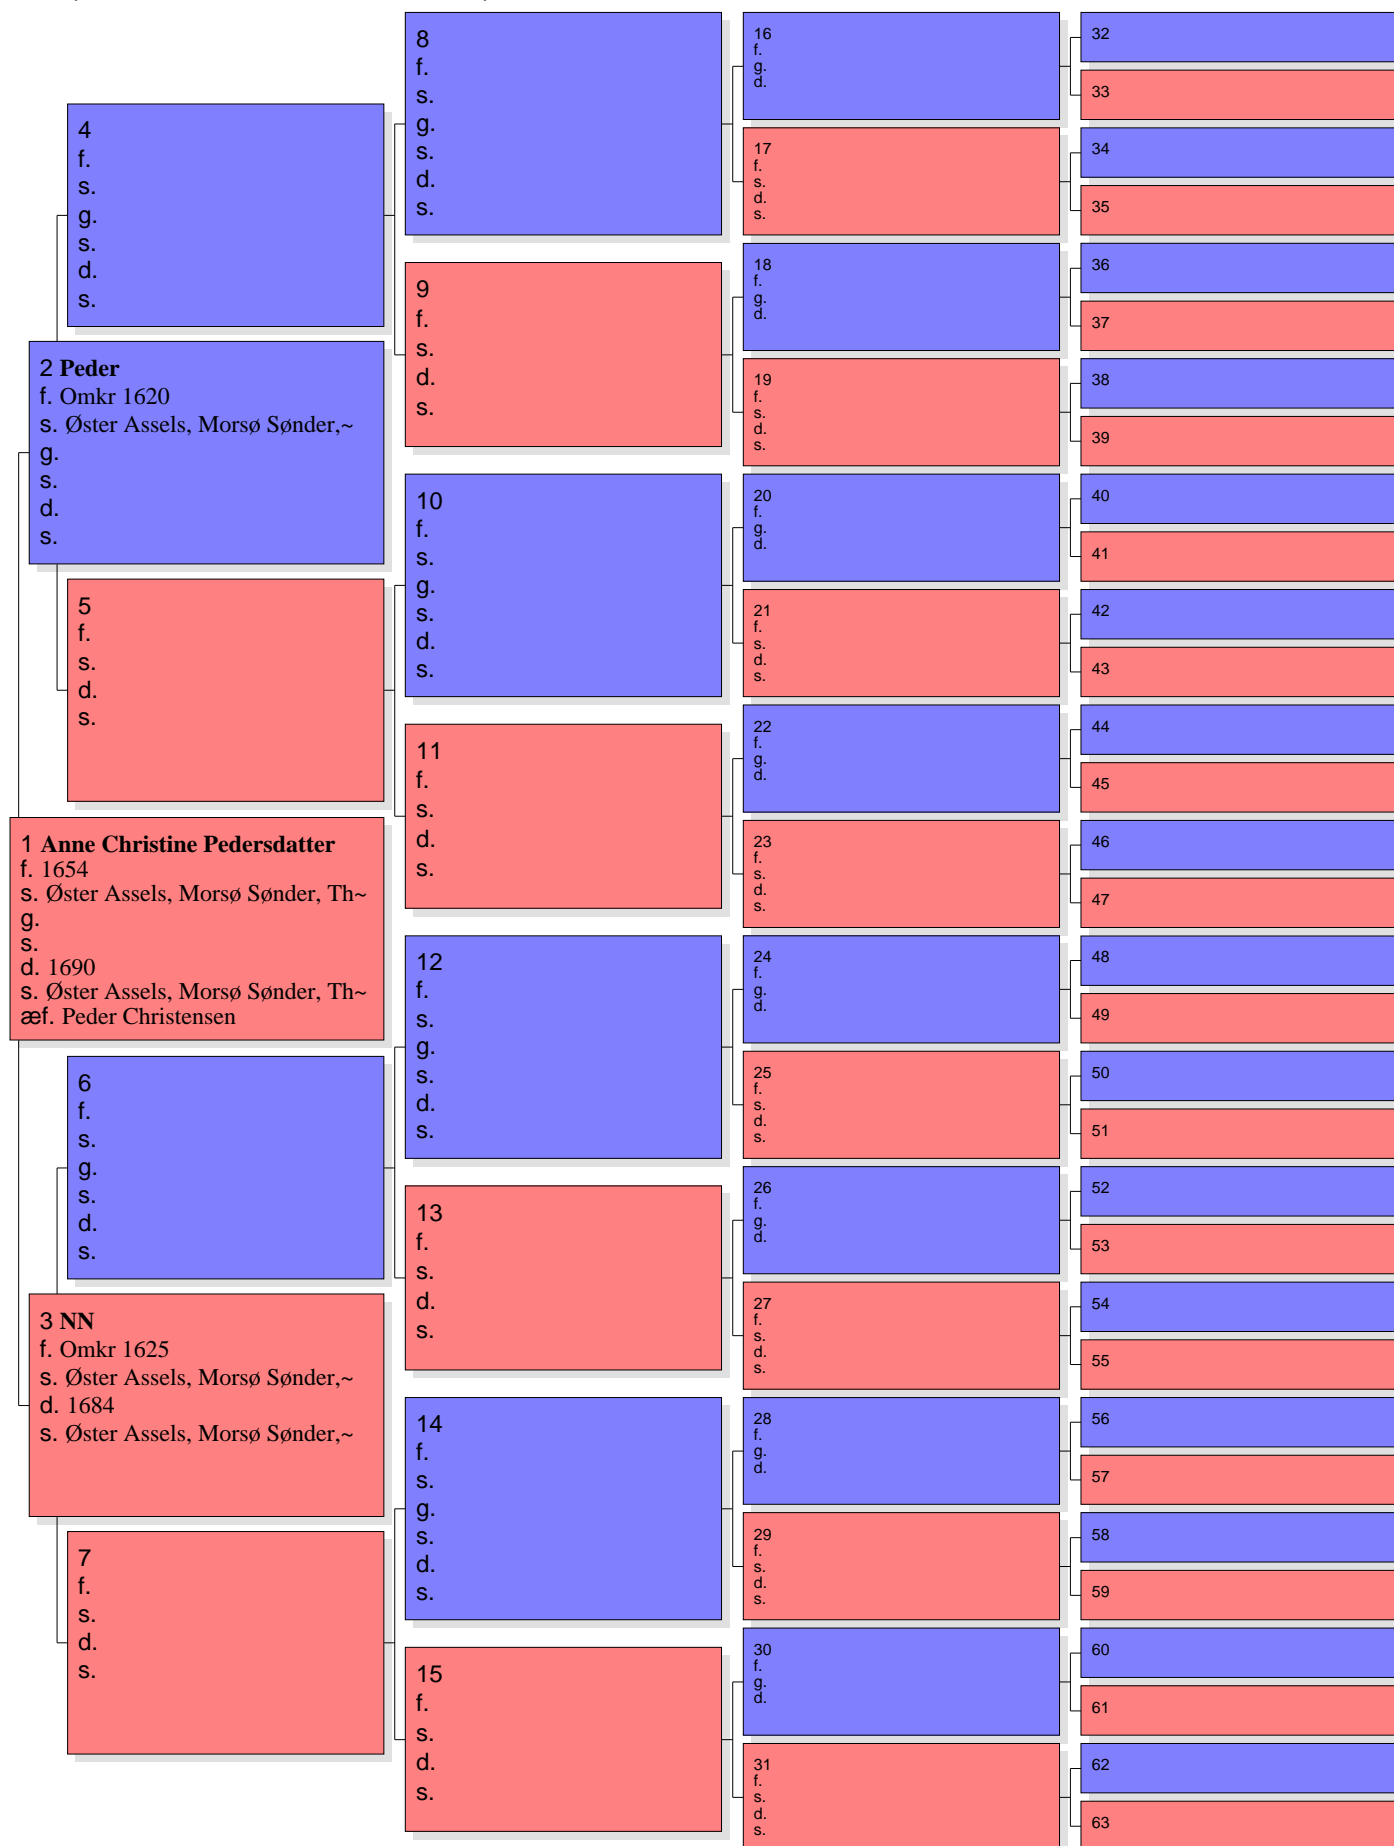 8
f.
s.
g.
s.
d.
s.
16
f.
g.
d.
32
33
4
f.
s.
g.
s.
d.
s.
17
f.
s.
d.
s.
34
35
9
f.
s.
d.
s.
18
f.
g.
d.
36
37
2 Peder
f. Omkr 1620
s. Øster Assels, Morsø Sønder,~
g.
s.
d.
s.
19
f.
s.
d.
s.
38
39
10
f.
s.
g.
s.
d.
s.
20
f.
g.
d.
40
41
5
f.
s.
d.
s.
21
f.
s.
d.
s.
42
43
11
f.
s.
d.
s.
22
f.
g.
d.
44
45
1 Anne Christine Pedersdatter
f. 1654
s. Øster Assels, Morsø Sønder, Th~
g.
s.
d. 1690
s. Øster Assels, Morsø Sønder, Th~
æf. Peder Christensen
23
f.
s.
d.
s.
46
47
12
f.
s.
g.
s.
d.
s.
24
f.
g.
d.
48
49
6
f.
s.
g.
s.
d.
s.
25
f.
s.
d.
s.
50
51
13
f.
s.
d.
s.
26
f.
g.
d.
52
53
3 NN
f. Omkr 1625
s. Øster Assels, Morsø Sønder,~
d. 1684
s. Øster Assels, Morsø Sønder,~
27
f.
s.
d.
s.
54
55
14
f.
s.
g.
s.
d.
s.
28
f.
g.
d.
56
57
7
f.
s.
d.
s.
29
f.
s.
d.
s.
58
59
15
f.
s.
d.
s.
30
f.
g.
d.
60
61
31
f.
s.
d.
s.
62
63